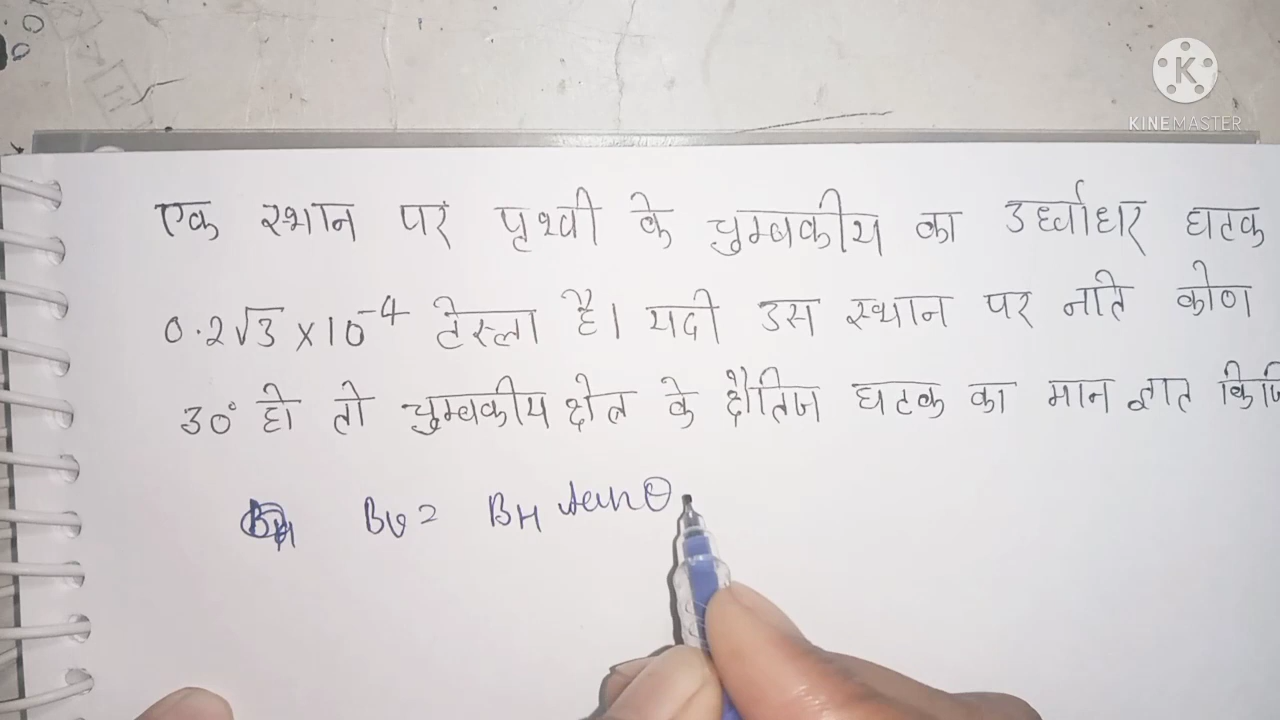 KINEMASTER
एक स्थान पर पृथ्वी के चुम्बकीय का उर्ध्वाधर घटक
0.2√3 × 10⁻⁴ टेस्ला है। यदी उस स्थान पर नति कोण
30° हो तो चुम्बकीय क्षेत्र के क्षैतिज घटक का मान ज्ञात
Bv = BH tanθ